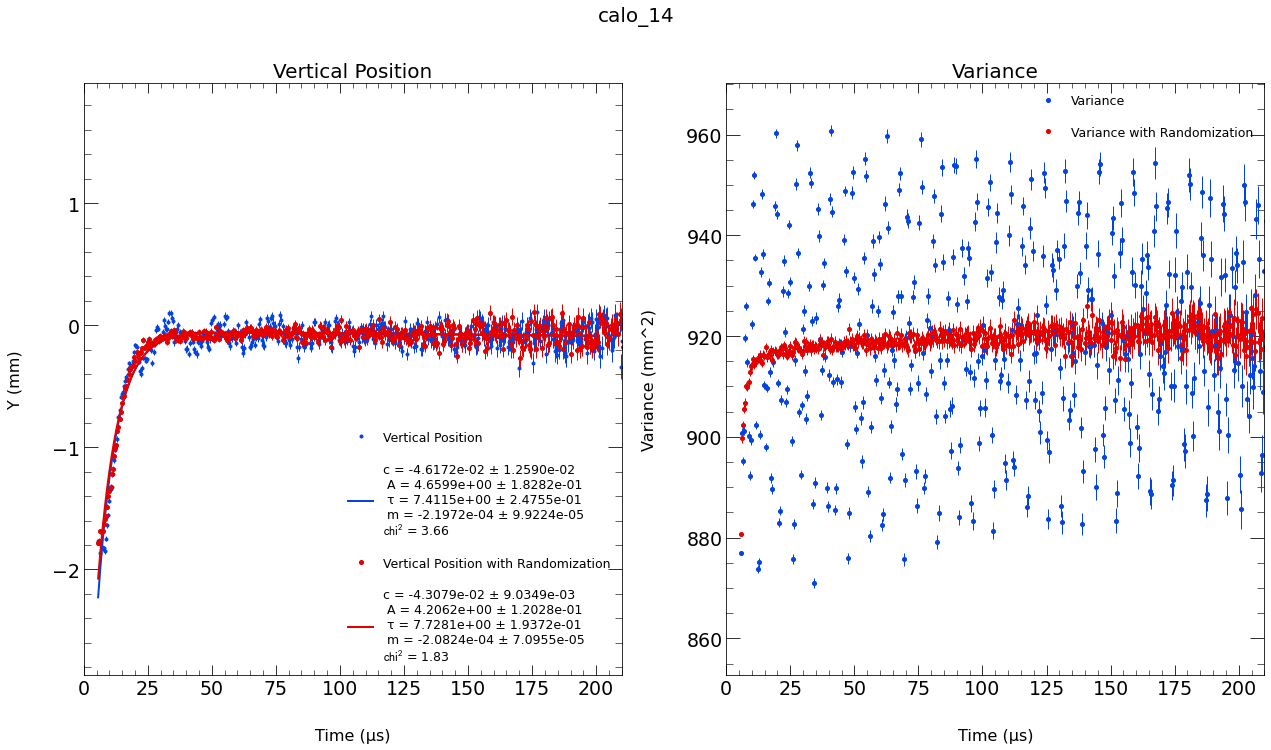 calo_14
Vertical Position
Y (mm)
1
0
−1
−2
Vertical Position
c = -4.6172e-02 ± 1.2590e-02
A = 4.6599e+00 ± 1.8282e-01
τ = 7.4115e+00 ± 2.4755e-01
m = -2.1972e-04 ± 9.9224e-05
chi² = 3.66
Vertical Position with Randomization
c = -4.3079e-02 ± 9.0349e-03
A = 4.2062e+00 ± 1.2028e-01
τ = 7.7281e+00 ± 1.9372e-01
m = -2.0824e-04 ± 7.0955e-05
chi² = 1.83
0 25 50 75 100 125 150 175 200
Time (μs)
Variance
Variance (mm^2)
960
940
920
900
880
860
Variance
Variance with Randomization
0 25 50 75 100 125 150 175 200
Time (μs)